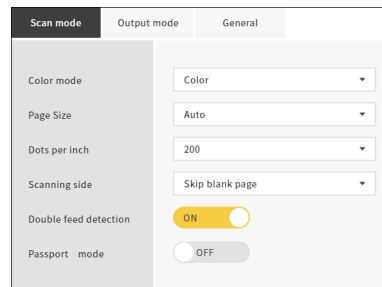 Scan mode Output mode General
Color mode Color
Page Size Auto
Dots per inch 200
Scanning side Skip blank page
Double feed detection ON
Passport mode OFF